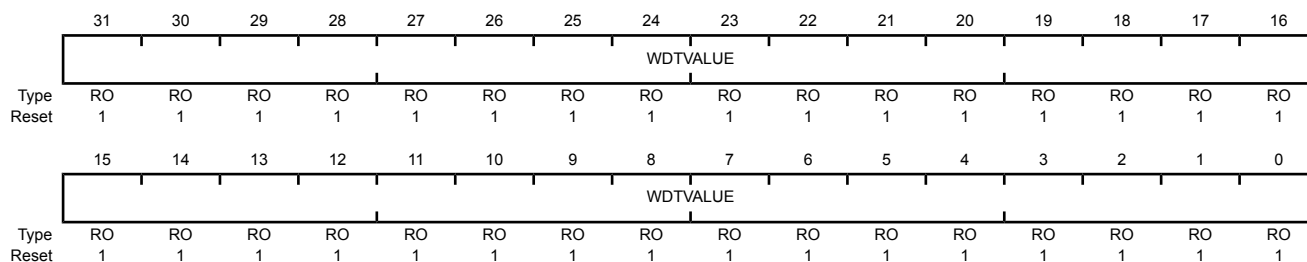 31 30 29 28 27 26 25 24 23 22 21 20 19 18 17 16
WDTVALUE
Type RO RO RO RO RO RO RO RO RO RO RO RO RO RO RO RO
Reset 1 1 1 1 1 1 1 1 1 1 1 1 1 1 1 1
15 14 13 12 11 10 9 8 7 6 5 4 3 2 1 0
WDTVALUE
Type RO RO RO RO RO RO RO RO RO RO RO RO RO RO RO RO
Reset 1 1 1 1 1 1 1 1 1 1 1 1 1 1 1 1